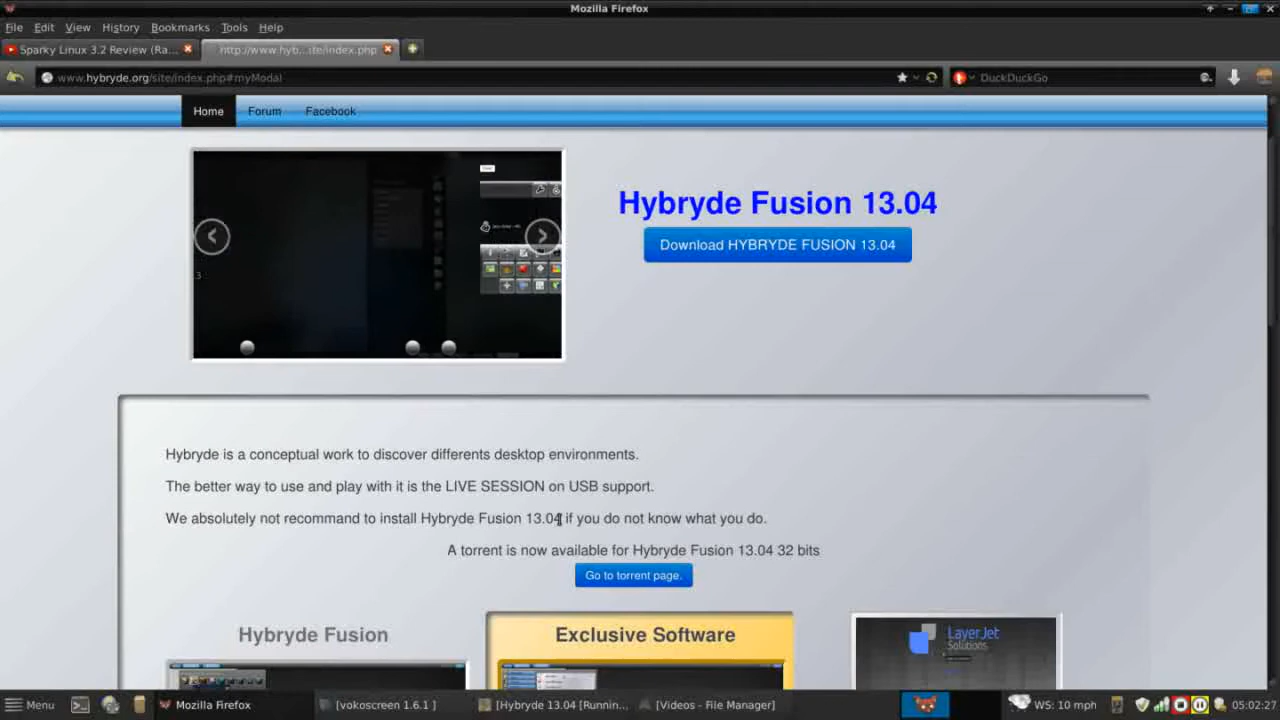 Mozilla Firefox
File Edit View History Bookmarks Tools Help
Sparky Linux 3.2 Review (Ra...
http://www.hyb...ite/index.php
www.hybryde.org/site/index.php#myModal
DuckDuckGo
Home Forum Facebook
3
Hybryde Fusion 13.04
Download HYBRYDE FUSION 13.04
Hybryde is a conceptual work to discover differents desktop environments.
The better way to use and play with it is the LIVE SESSION on USB support.
We absolutely not recommand to install Hybryde Fusion 13.04 if you do not know what you do.
A torrent is now available for Hybryde Fusion 13.04 32 bits
Go to torrent page.
Hybryde Fusion
Exclusive Software
LayerJet
Solutions
Menu
Mozilla Firefox
[vokoscreen 1.6.1 ]
[Hybryde 13.04 [Runnin...
[Videos - File Manager]
WS: 10 mph
05:02:27